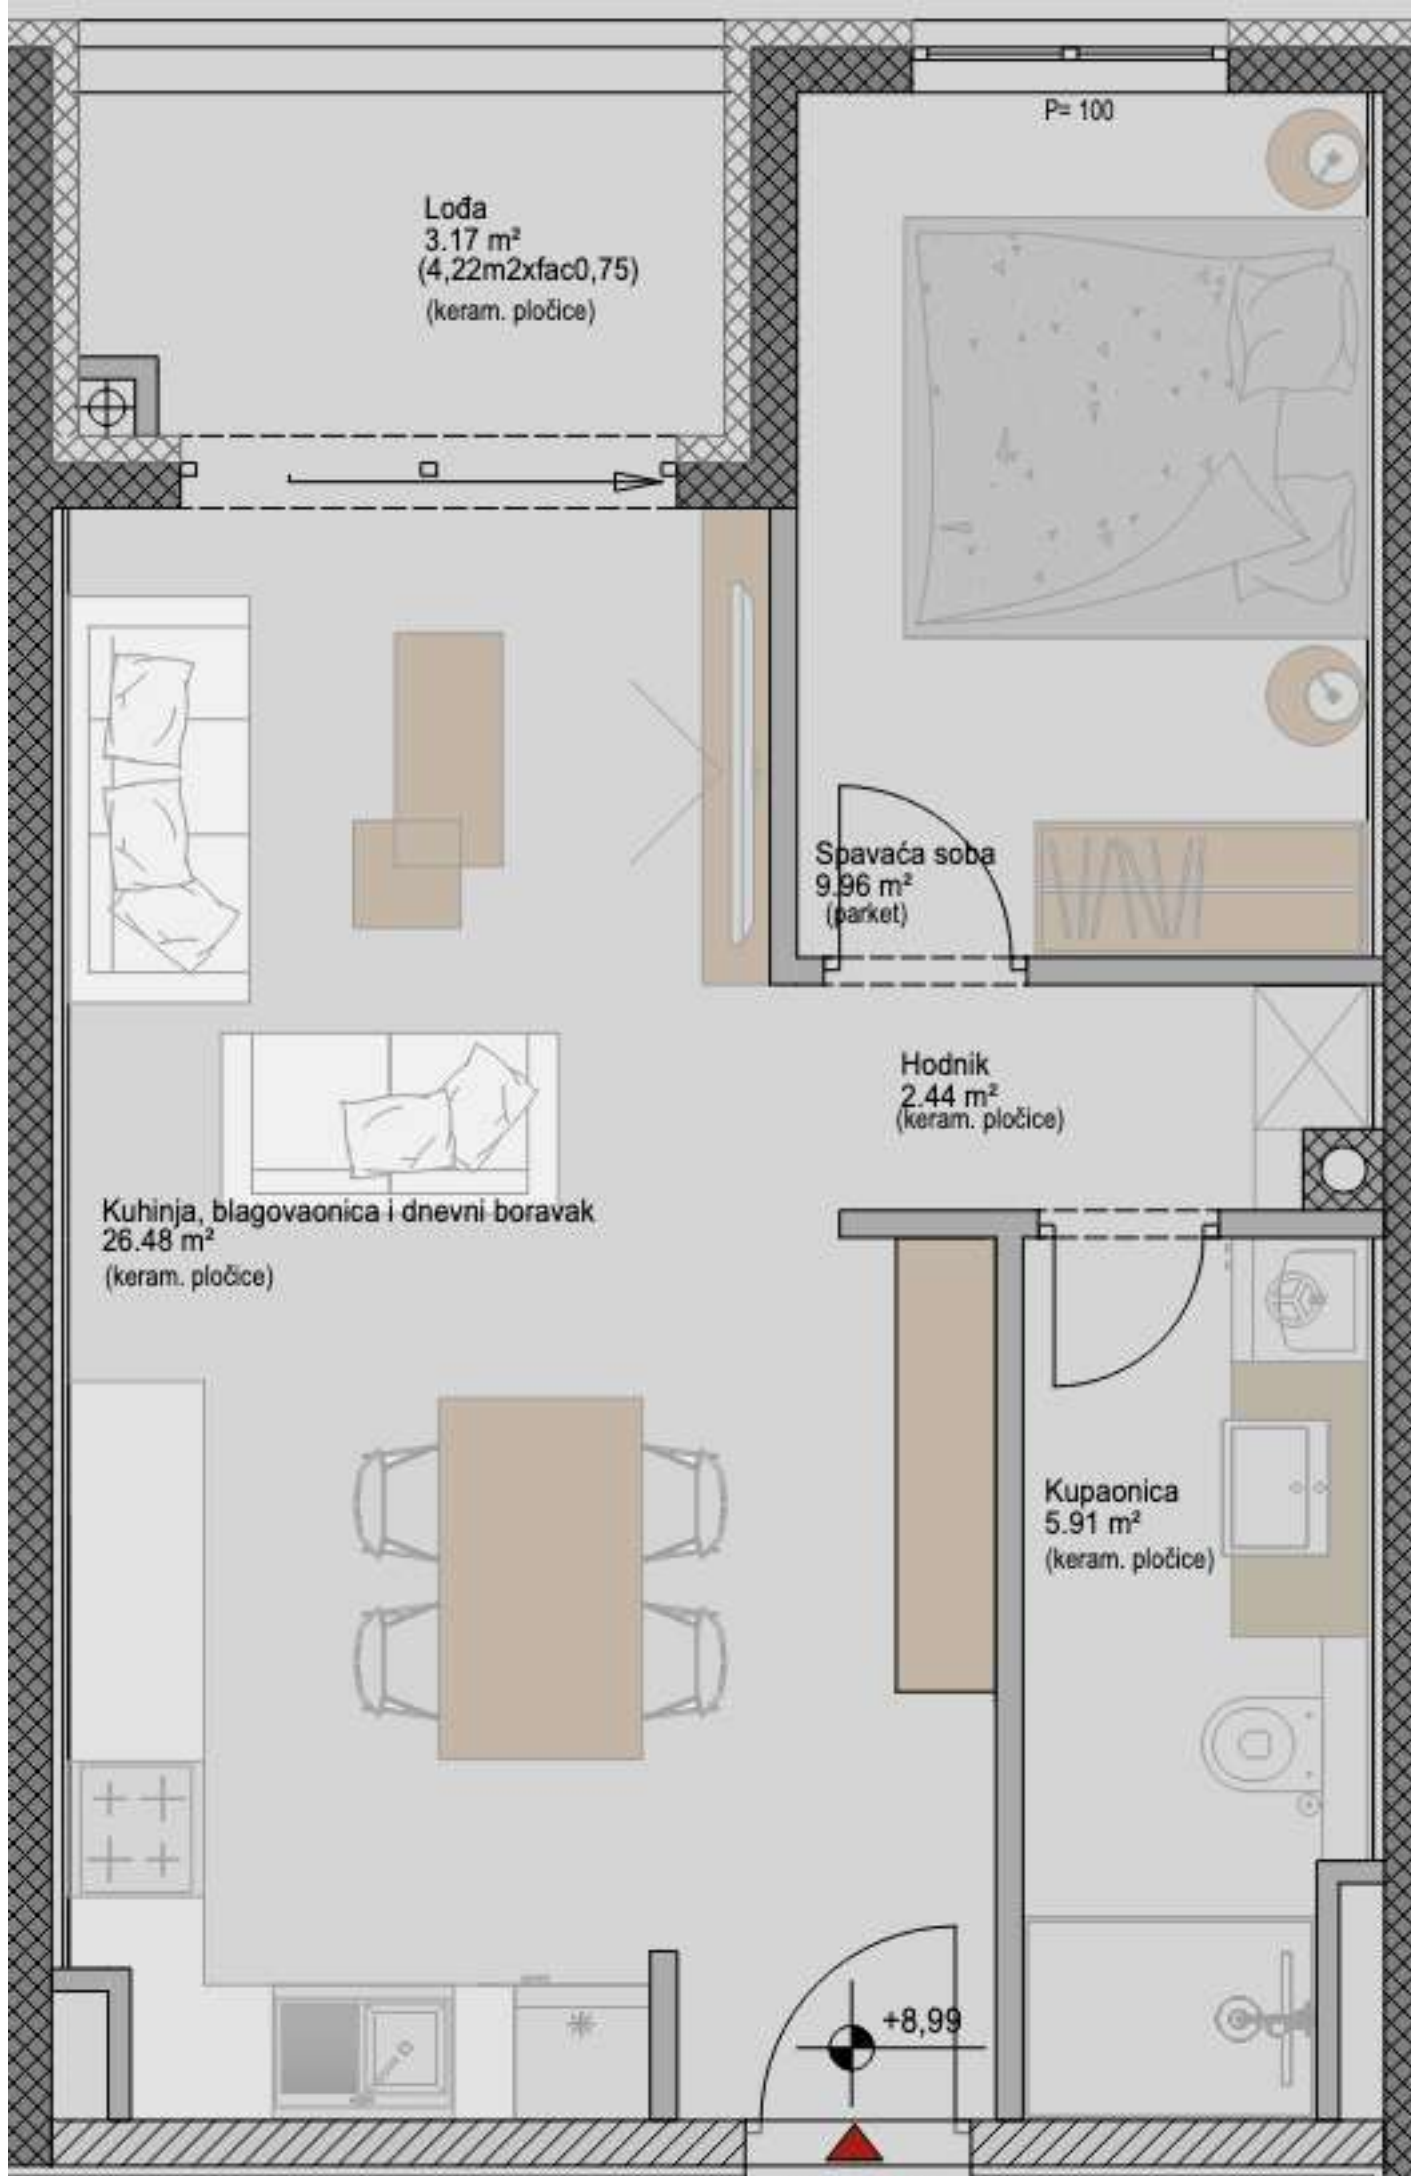 P= 100
Lođa
3.17 m²
(4,22m2xfac0,75)
(keram. pločice)
Spavaća soba
9.96 m²
(parket)
Hodnik
2.44 m²
(keram. pločice)
Kuhinja, blagovaonica i dnevni boravak
26.48 m²
(keram. pločice)
Kupaonica
5.91 m²
(keram. pločice)
+8,99